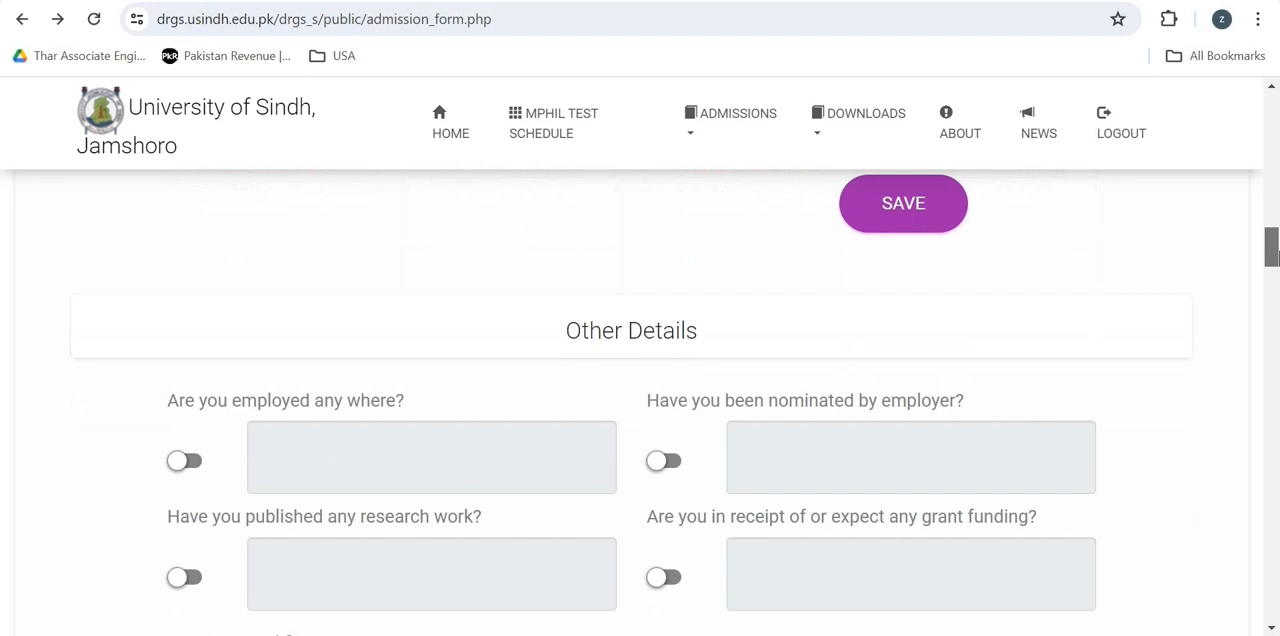 drgs.usindh.edu.pk/drgs_s/public/admission_form.php
z
Thar Associate Engi... PkR Pakistan Revenue |... USA All Bookmarks
University of Sindh,
Jamshoro
HOME
MPHIL TEST
SCHEDULE
ADMISSIONS
DOWNLOADS
ABOUT
NEWS
LOGOUT
SAVE
Other Details
Are you employed any where? Have you been nominated by employer?
Have you published any research work? Are you in receipt of or expect any grant funding?